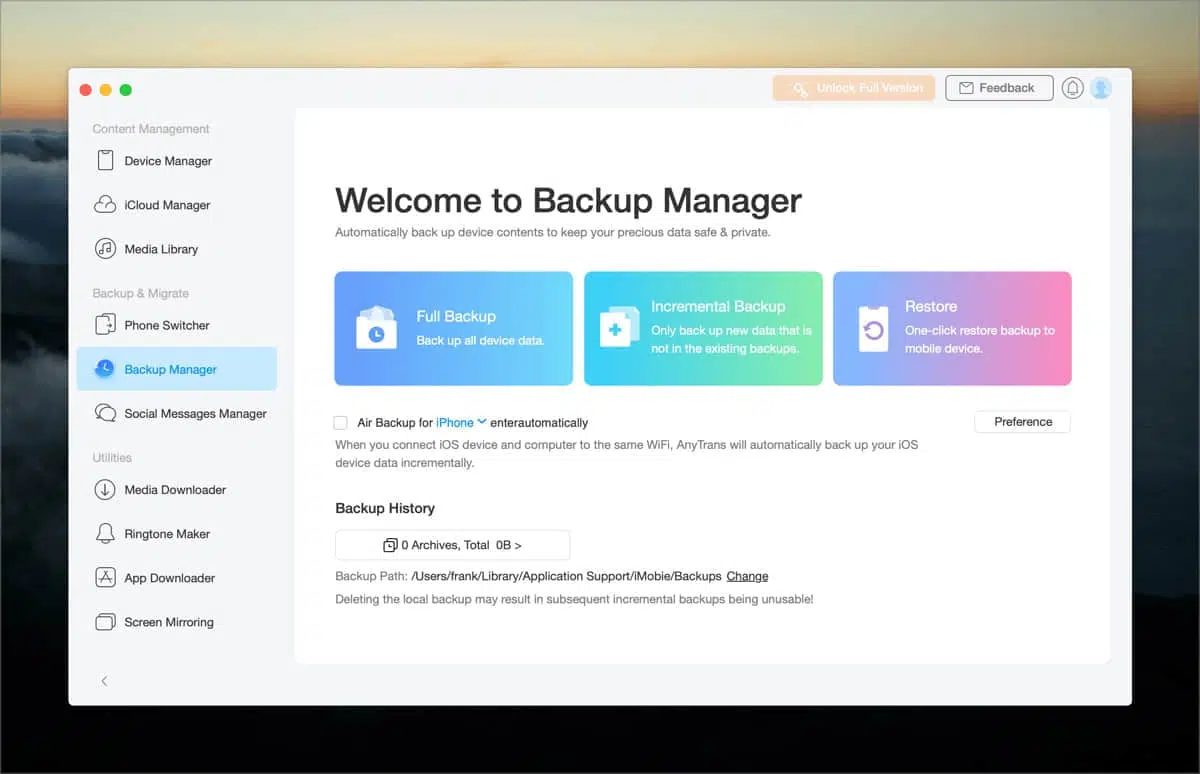 Unlock Full Version
Feedback
Content Management
Device Manager
iCloud Manager
Media Library
Backup & Migrate
Phone Switcher
Backup Manager
Social Messages Manager
Utilities
Media Downloader
Ringtone Maker
App Downloader
Screen Mirroring
Welcome to Backup Manager
Automatically back up device contents to keep your precious data safe & private.
Full Backup
Back up all device data.
Incremental Backup
Only back up new data that is
not in the existing backups.
Restore
One-click restore backup to
mobile device.
Air Backup for iPhone enterautomatically
Preference
When you connect iOS device and computer to the same WiFi, AnyTrans will automatically back up your iOS
device data incrementally.
Backup History
0 Archives, Total 0B >
Backup Path: /Users/frank/Library/Application Support/iMobie/Backups Change
Deleting the local backup may result in subsequent incremental backups being unusable!